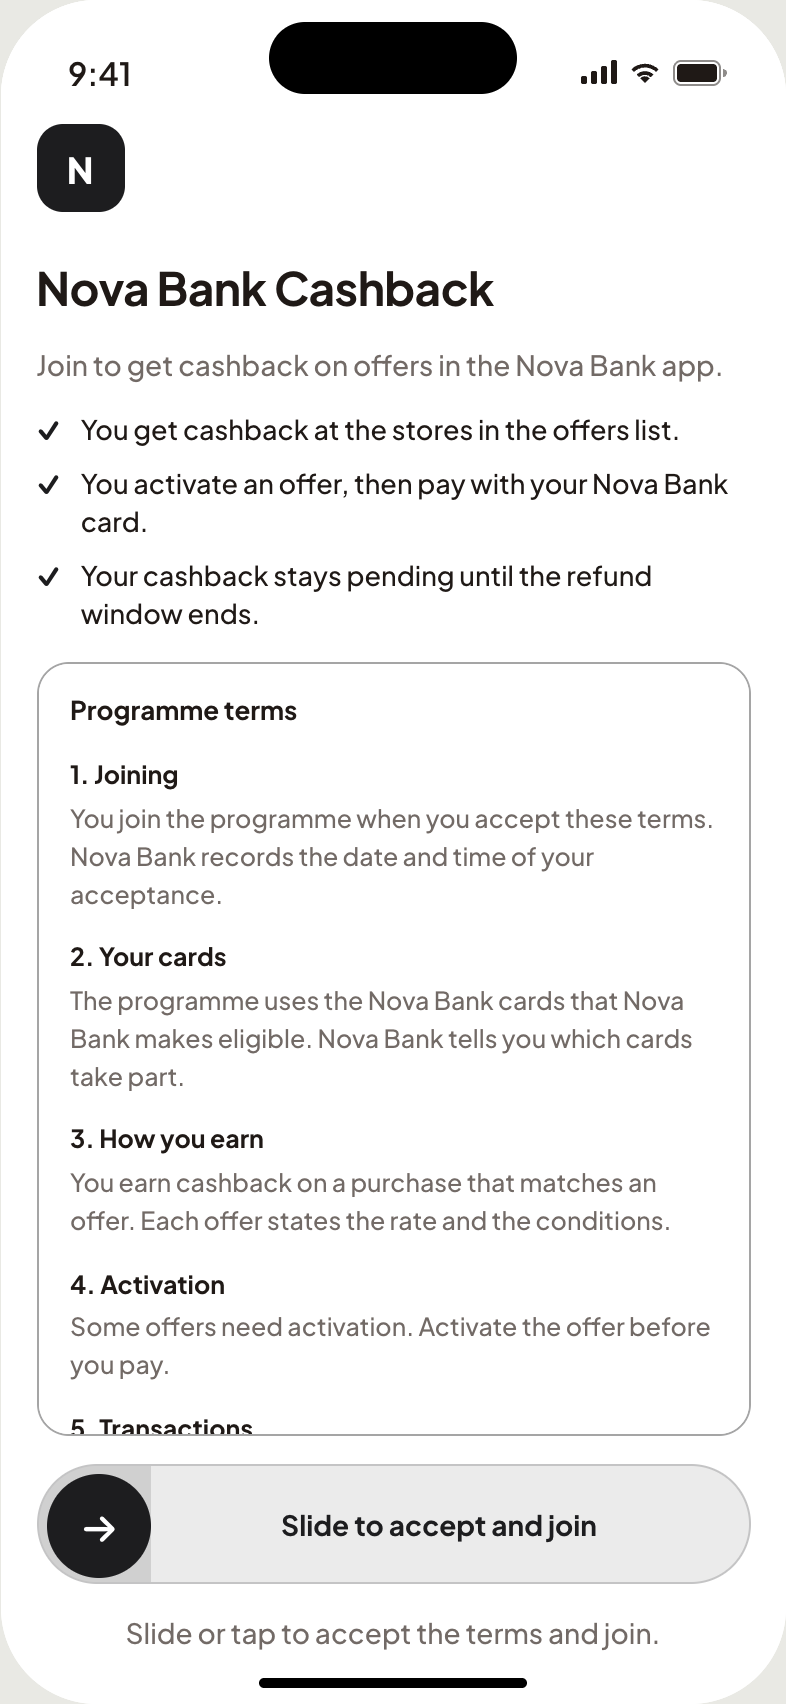 9:41
N
Nova Bank Cashback
Join to get cashback on offers in the Nova Bank app.
You get cashback at the stores in the offers list.
You activate an offer, then pay with your Nova Bank
card.
Your cashback stays pending until the refund
window ends.
Programme terms
1. Joining
You join the programme when you accept these terms.
Nova Bank records the date and time of your
acceptance.
2. Your cards
The programme uses the Nova Bank cards that Nova
Bank makes eligible. Nova Bank tells you which cards
take part.
3. How you earn
You earn cashback on a purchase that matches an
offer. Each offer states the rate and the conditions.
4. Activation
Some offers need activation. Activate the offer before
you pay.
5. Transactions
Slide to accept and join
Slide or tap to accept the terms and join.